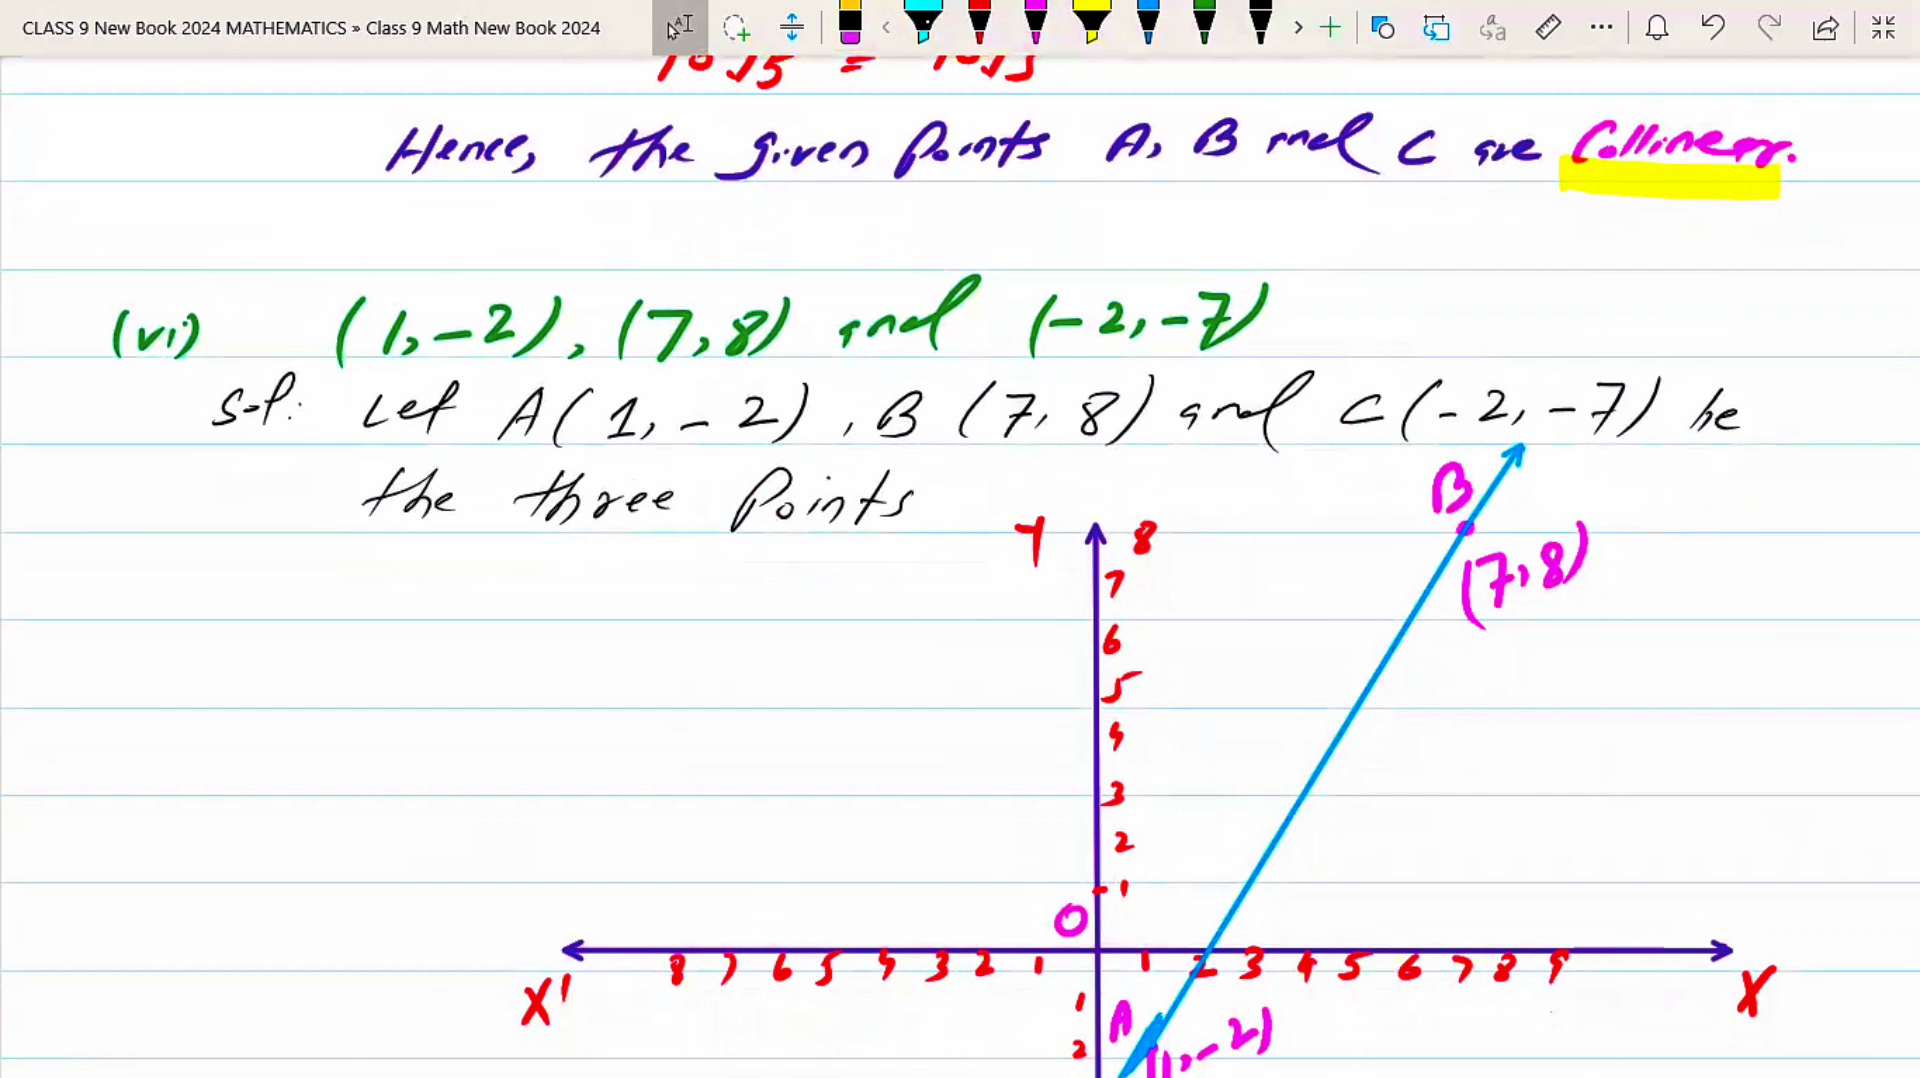 CLASS 9 New Book 2024 MATHEMATICS » Class 9 Math New Book 2024
Hence, the given Points A, B and C are Collinear.
(vi) (1,-2), (7,8) and (-2,-7)
Sol: Let A(1,-2), B(7,8) and C(-2,-7) be
the three Points
B
Y 8
(7,8)
7
6
5
4
3
2
1
O
8 7 6 5 4 3 2 1 1 2 3 4 5 6 7 8 9
X' X
1
A (1,-2)
2